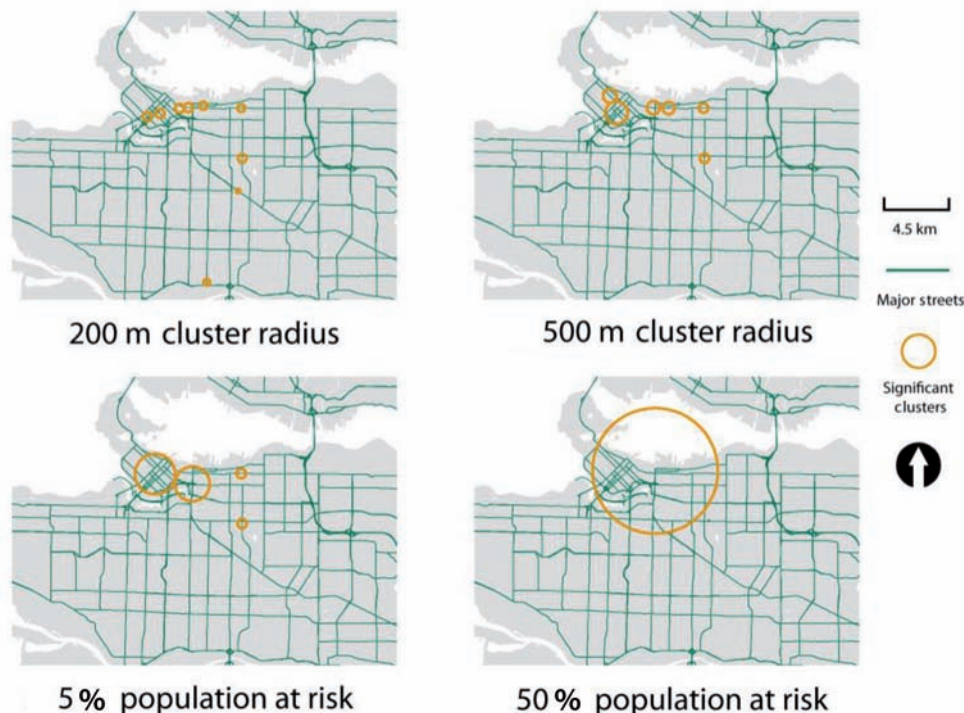 200 m cluster radius
500 m cluster radius
4.5 km
Major streets
Significant
clusters
5% population at risk
50% population at risk